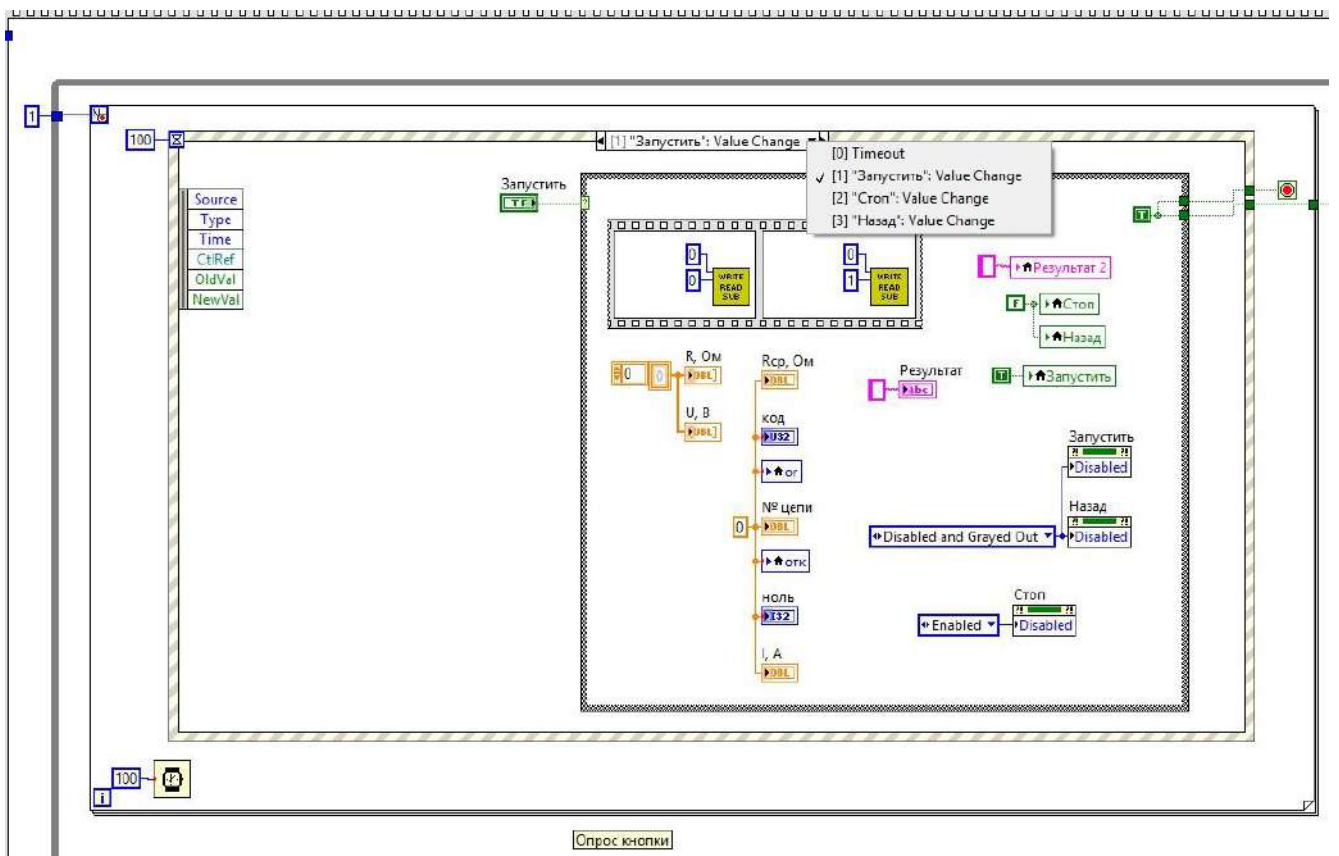 1
100
[1] "Запустить": Value Change
[0] Timeout
[1] "Запустить": Value Change
[2] "Стоп": Value Change
[3] "Назад": Value Change
Source
Type
Time
CtlRef
OldVal
NewVal
Запустить
TF
?
T
0
0
WRITE
READ
SUB
0
1
WRITE
READ
SUB
Результат 2
F
Стоп
Назад
T
Запустить
0
0
R, Ом
DBL
U, В
DBL
Rср, Ом
DBL
код
U32
ог
0
№ цепи
DBL
отк
ноль
I32
I, А
DBL
Результат
abc
Запустить
Disabled
Назад
Disabled and Grayed Out
Disabled
Стоп
Enabled
Disabled
100
i
Опрос кнопки